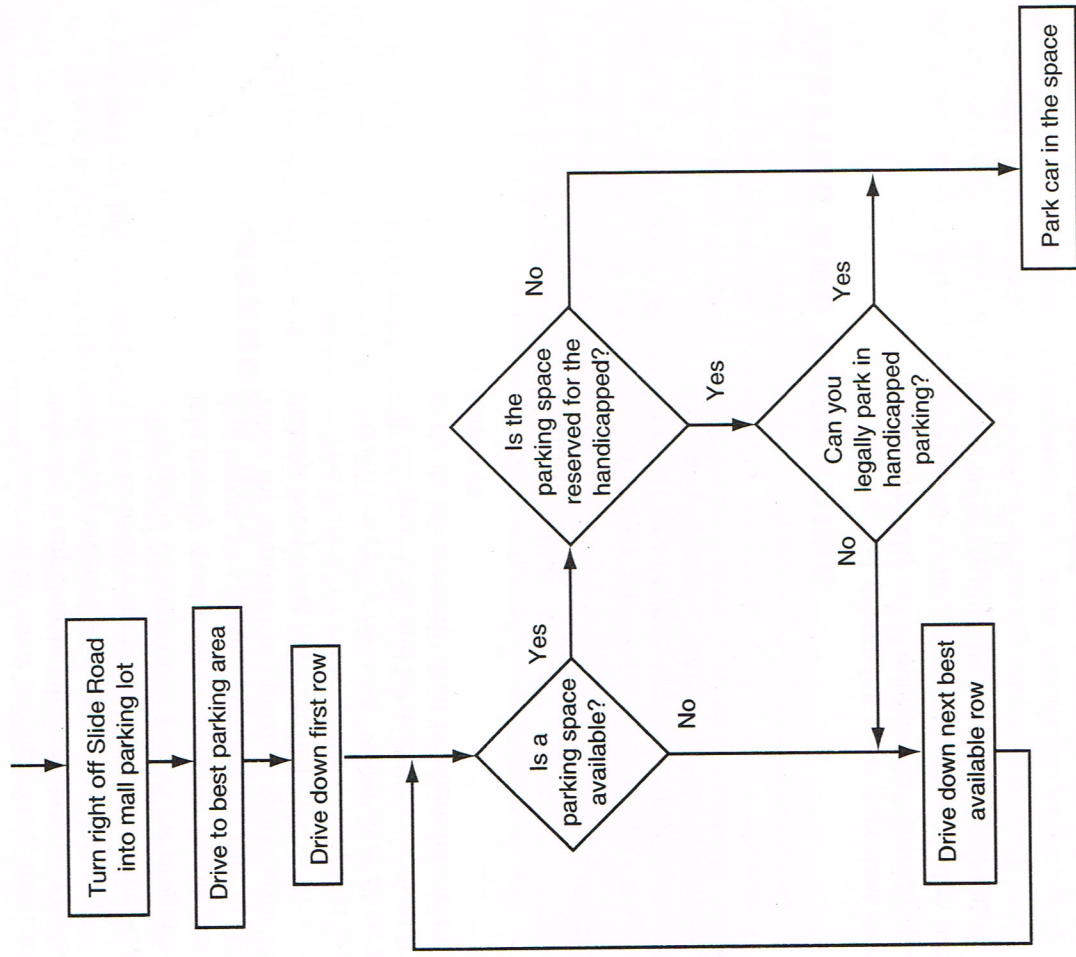 Turn right off Slide Road
into mall parking lot
Drive to best parking area
Drive down first row
Is a
parking space
available?
Yes
No
Is the
parking space
reserved for the
handicapped?
No
Yes
Can you
legally park in
handicapped
parking?
No
Yes
Drive down next best
available row
Park car in the space